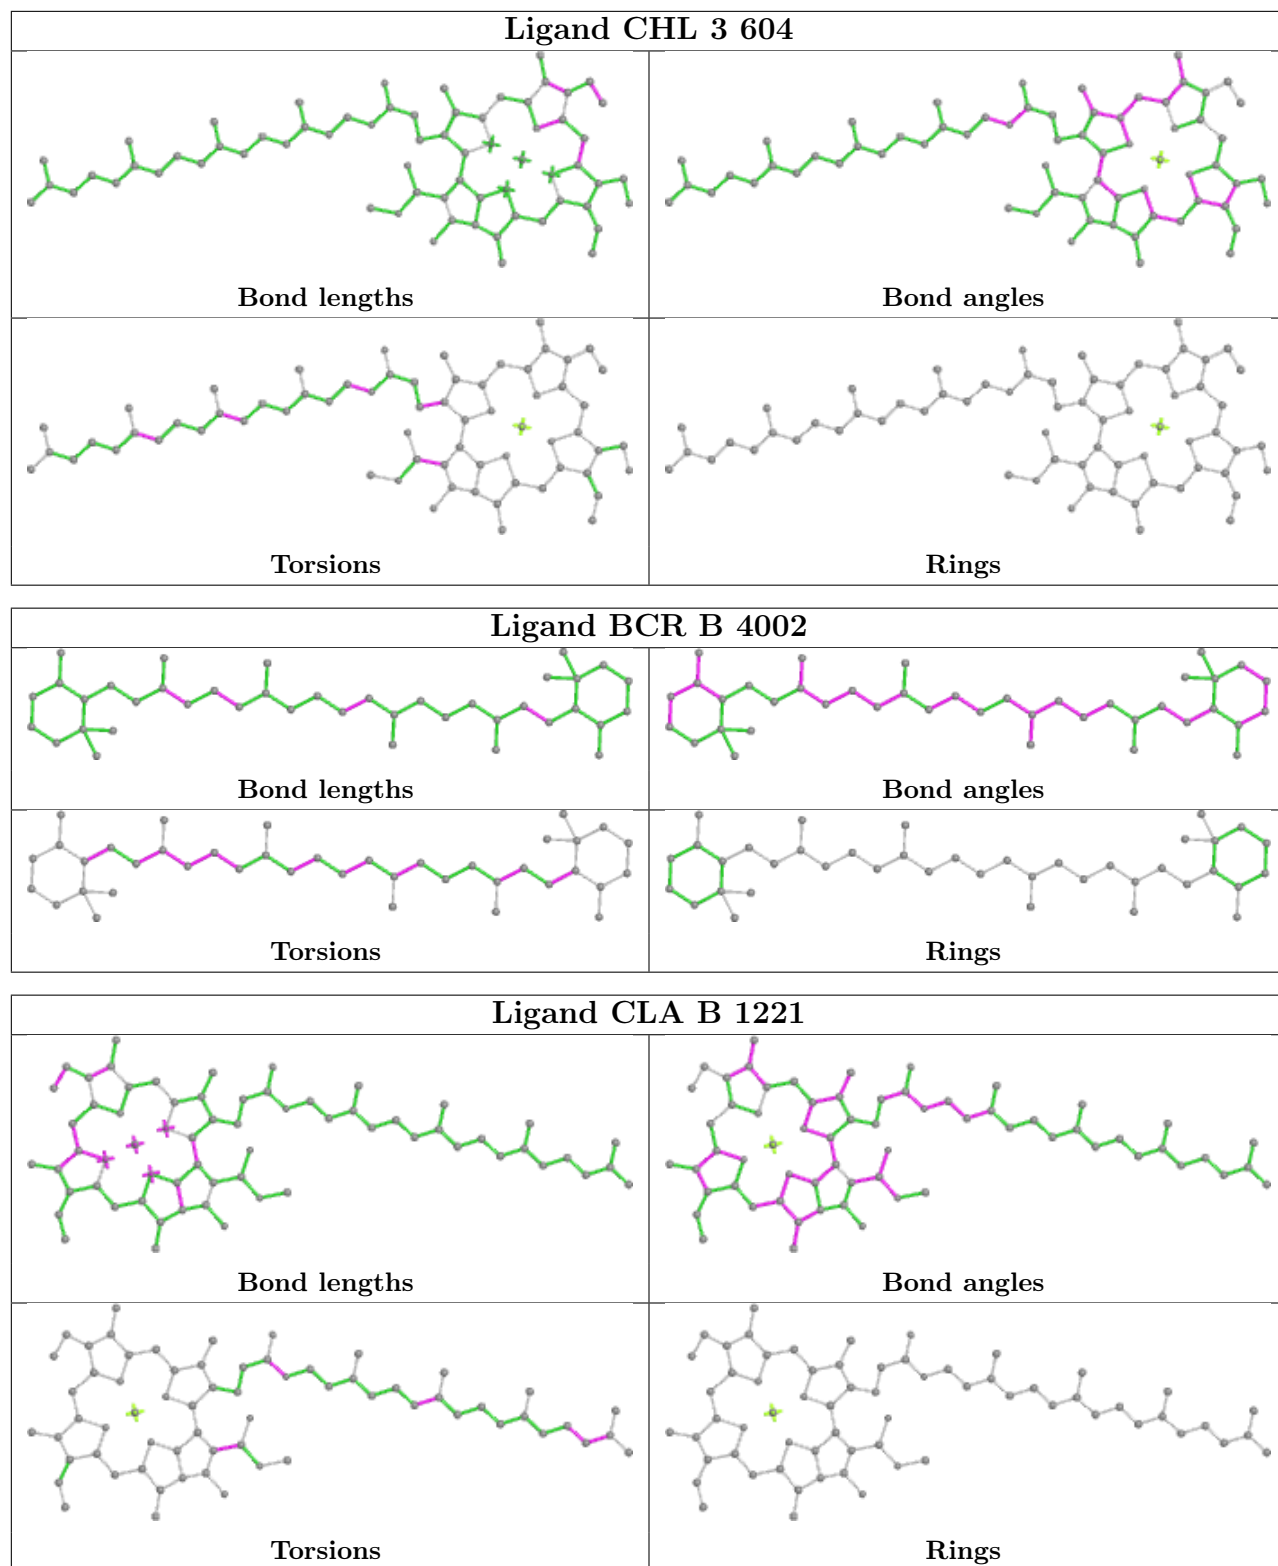 Ligand CHL 3 604
Bond lengths
Bond angles
Torsions
Rings
Ligand BCR B 4002
Bond lengths
Bond angles
Torsions
Rings
Ligand CLA B 1221
Bond lengths
Bond angles
Torsions
Rings